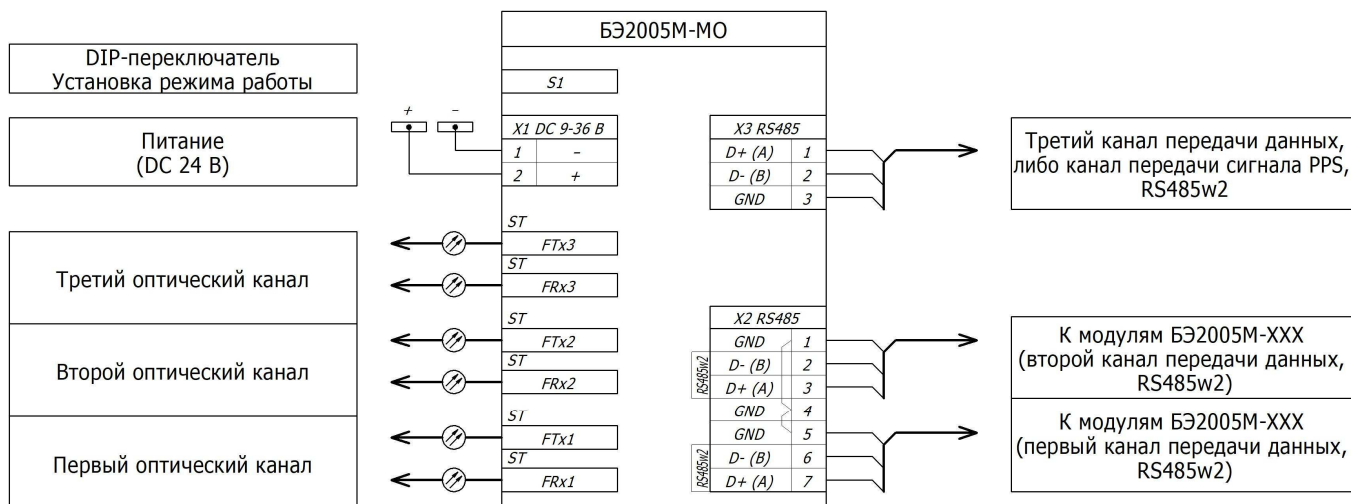 БЭ2005М-МО
DIP-переключатель
Установка режима работы
S1
Питание
(DC 24 В)
+ –
X1 DC 9-36 В
1 –
2 +
X3 RS485
D+ (A) 1
D- (B) 2
GND 3
Третий канал передачи данных,
либо канал передачи сигнала PPS,
RS485w2
Третий оптический канал
ST
FTx3
ST
FRx3
Второй оптический канал
ST
FTx2
ST
FRx2
Первый оптический канал
ST
FTx1
ST
FRx1
X2 RS485
GND 1
RS485w2
D- (B) 2
D+ (A) 3
GND 4
GND 5
RS485w2
D- (B) 6
D+ (A) 7
К модулям БЭ2005М-ХХХ
(второй канал передачи данных,
RS485w2)
К модулям БЭ2005М-ХХХ
(первый канал передачи данных,
RS485w2)